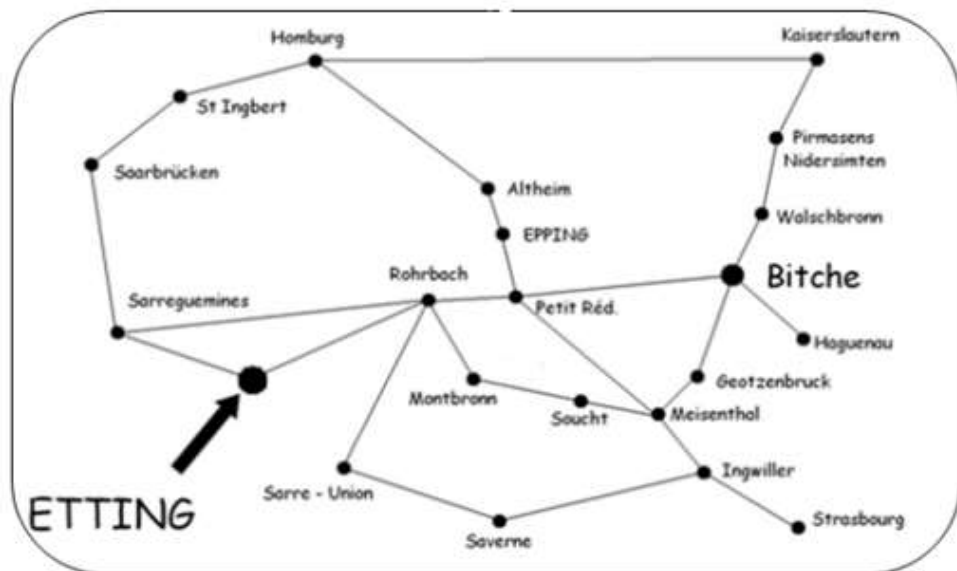 Homburg
Kaiserslautern
St Ingbert
Pirmasens
Nidersimten
Saarbrücken
Altheim
Walschbronn
EPPING
Rohrbach
Bitche
Sarreguemines
Petit Réd.
Haguenau
Geotzenbruck
Montbronn
Soucht
Meisenthal
Ingwiller
Sarre - Union
ETTING
Strasbourg
Saverne